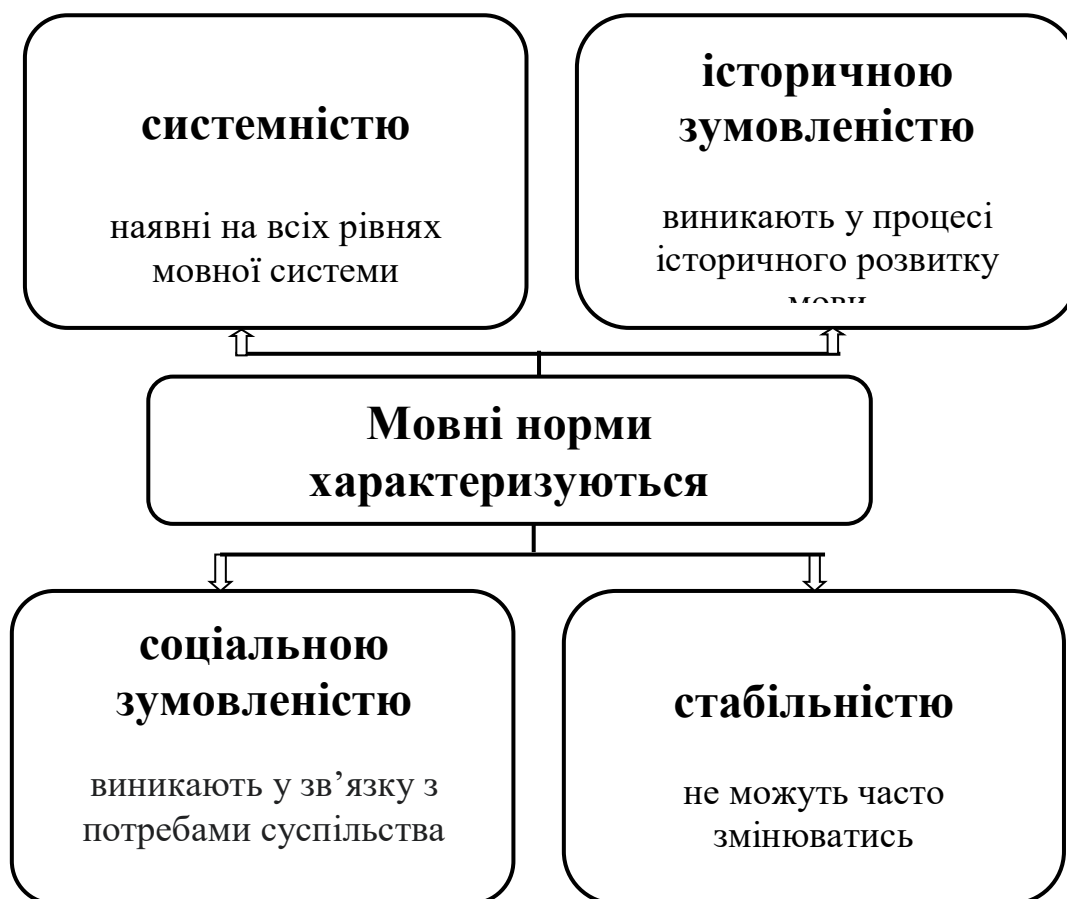 системністю
наявні на всіх рівнях
мовної системи
історичною
зумовленістю
виникають у процесі
історичного розвитку
мови
Мовні норми
характеризуються
соціальною
зумовленістю
виникають у зв’язку з
потребами суспільства
стабільністю
не можуть часто
змінюватись